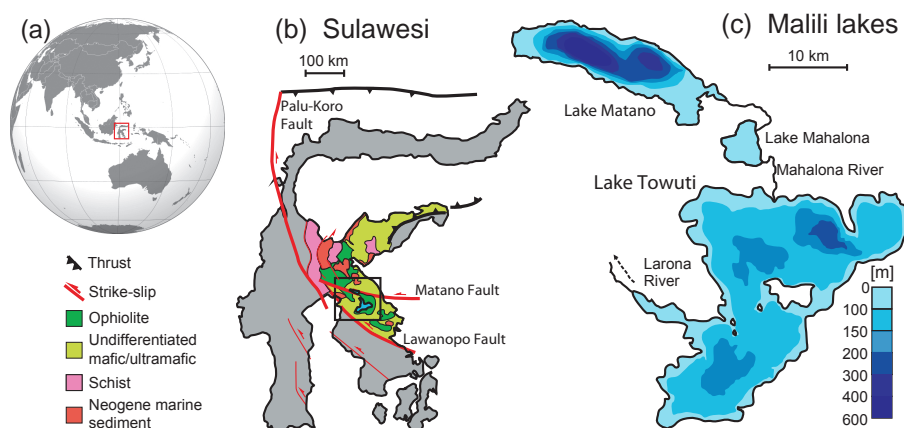 (a)
(b) Sulawesi
100 km
Palu-Koro
Fault
Matano Fault
Lawanopo Fault
Thrust
Strike-slip
Ophiolite
Undifferentiated
mafic/ultramafic
Schist
Neogene marine
sediment
(c) Malili lakes
10 km
Lake Matano
Lake Mahalona
Mahalona River
Lake Towuti
Larona
River
[m]
0
100
150
200
300
400
600